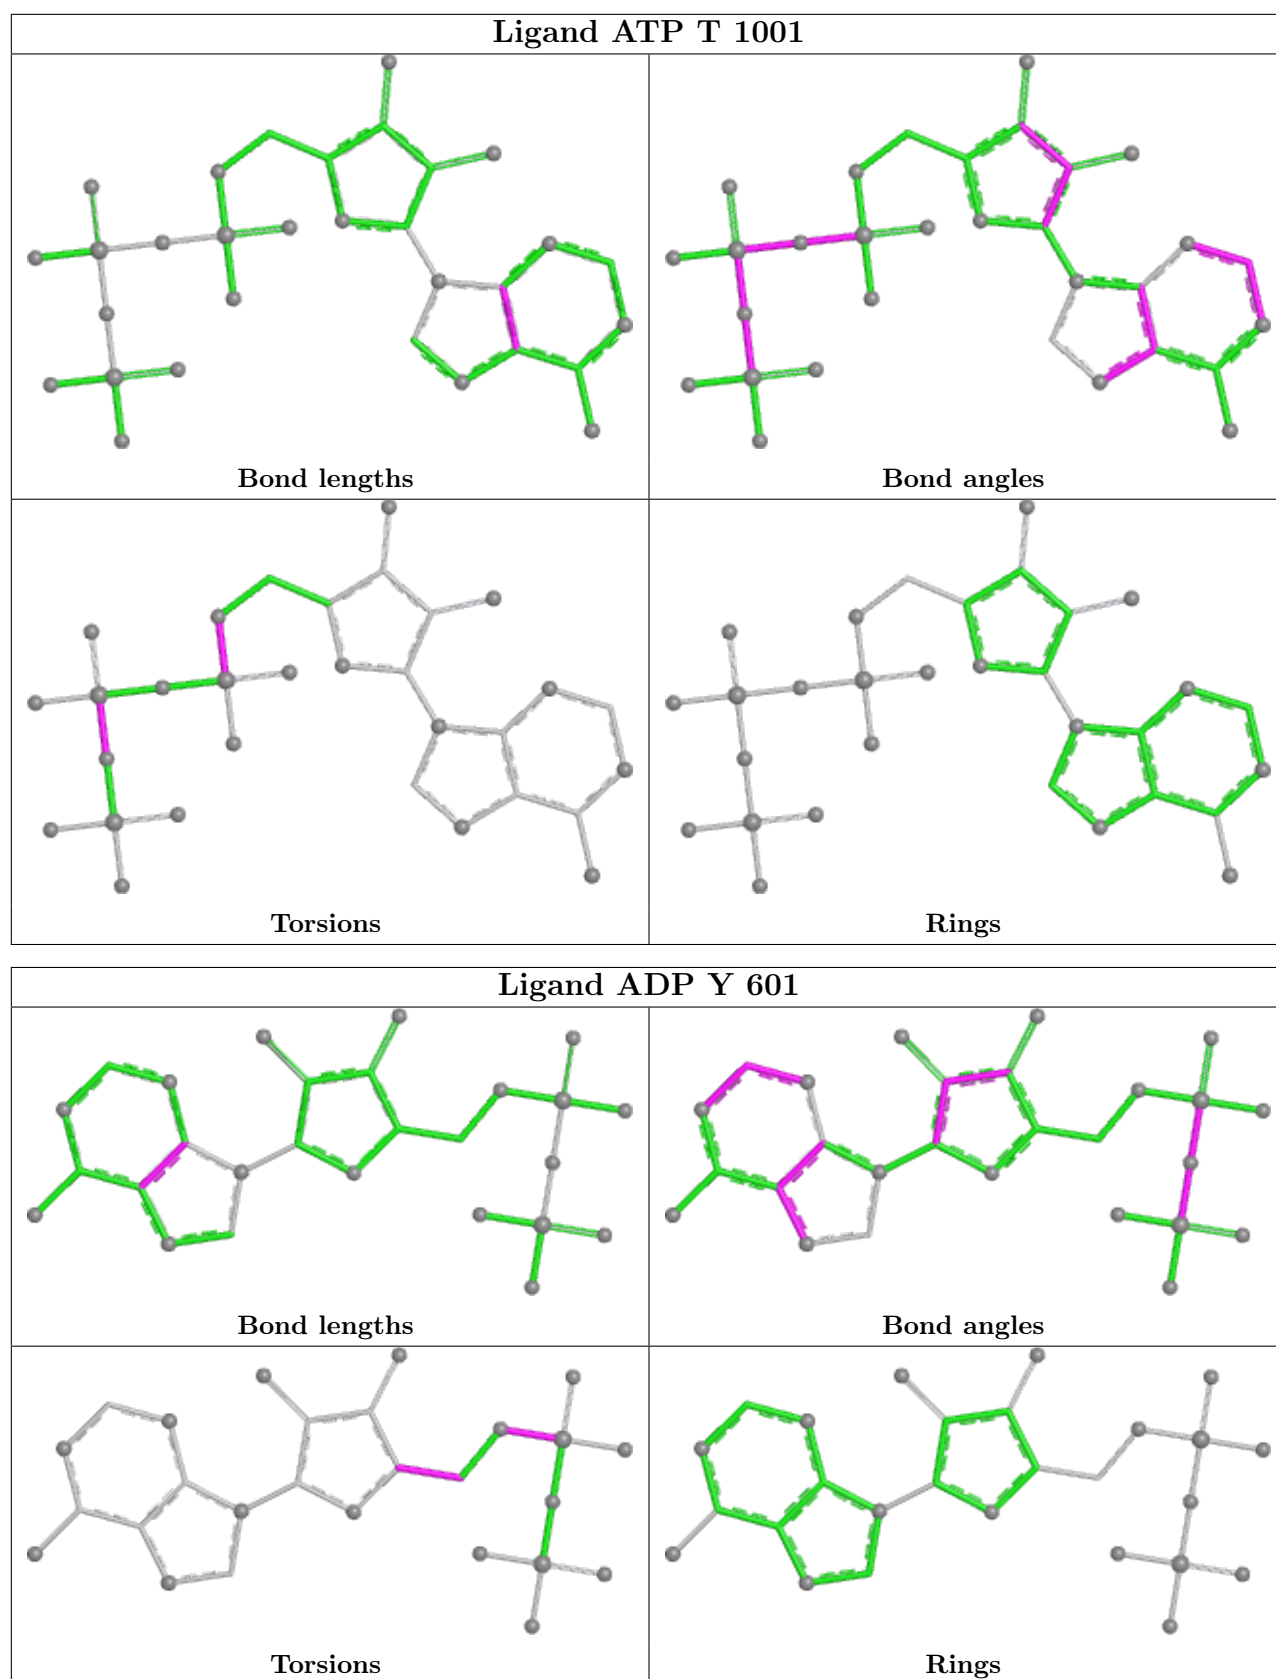 Ligand ATP T 1001
Bond lengths
Bond angles
Torsions
Rings
Ligand ADP Y 601
Bond lengths
Bond angles
Torsions
Rings